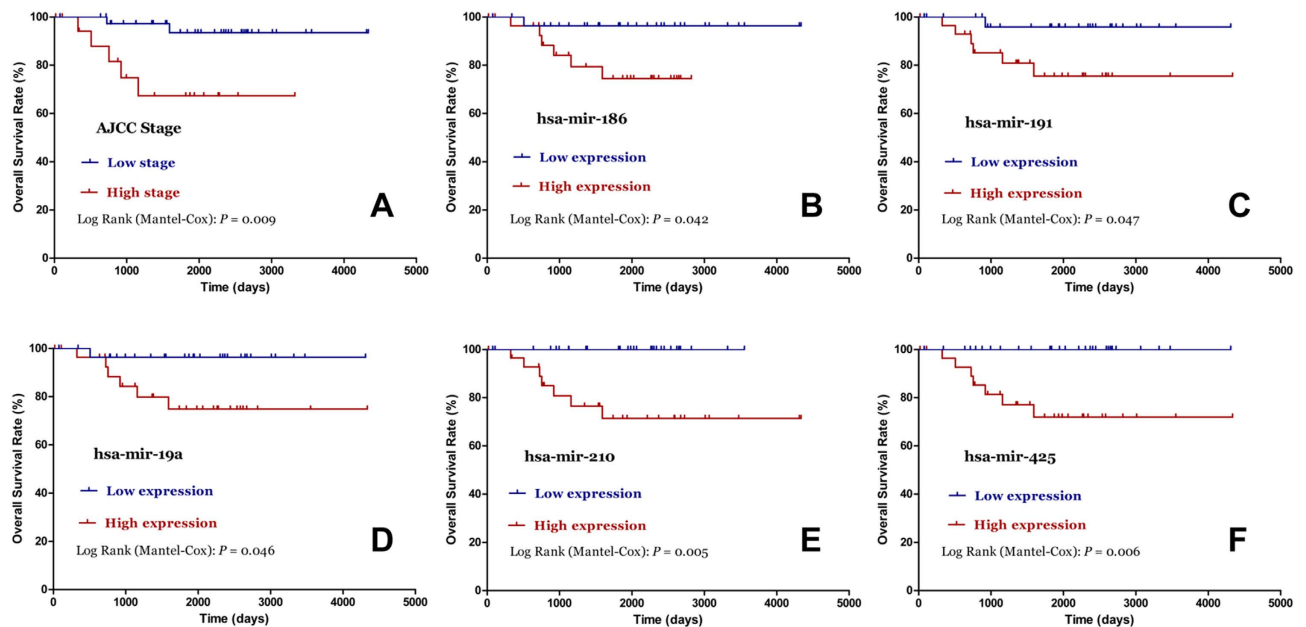 100
80
60
40
20
0
Overall Survival Rate (%)
AJCC Stage
Low stage
High stage
Log Rank (Mantel-Cox): P = 0.009
A
0 1000 2000 3000 4000 5000
Time (days)
100
80
60
40
20
0
Overall Survival Rate (%)
hsa-mir-186
Low expression
High expression
Log Rank (Mantel-Cox): P = 0.042
B
0 1000 2000 3000 4000 5000
Time (days)
100
80
60
40
20
0
Overall Survival Rate (%)
hsa-mir-191
Low expression
High expression
Log Rank (Mantel-Cox): P = 0.047
C
0 1000 2000 3000 4000 5000
Time (days)
100
80
60
40
20
0
Overall Survival Rate (%)
hsa-mir-19a
Low expression
High expression
Log Rank (Mantel-Cox): P = 0.046
D
0 1000 2000 3000 4000 5000
Time (days)
100
80
60
40
20
0
Overall Survival Rate (%)
hsa-mir-210
Low expression
High expression
Log Rank (Mantel-Cox): P = 0.005
E
0 1000 2000 3000 4000 5000
Time (days)
100
80
60
40
20
0
Overall Survival Rate (%)
hsa-mir-425
Low expression
High expression
Log Rank (Mantel-Cox): P = 0.006
F
0 1000 2000 3000 4000 5000
Time (days)